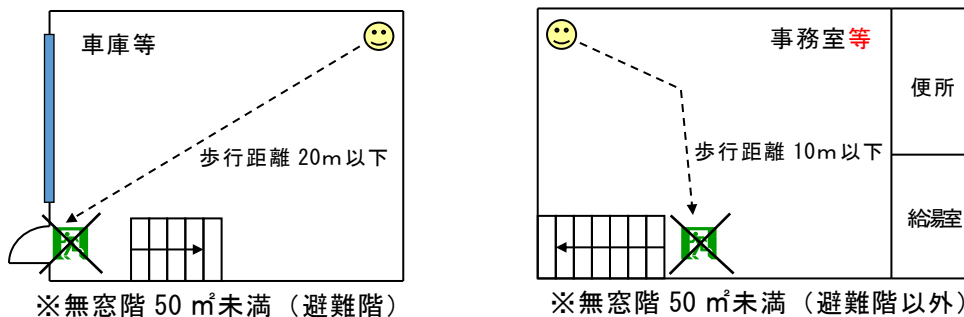 車庫等
歩行距離 20m以下
※無窓階 50 ㎡未満（避難階）
事務室等
便所
歩行距離 10m以下
給湯室
※無窓階 50 ㎡未満（避難階以外）